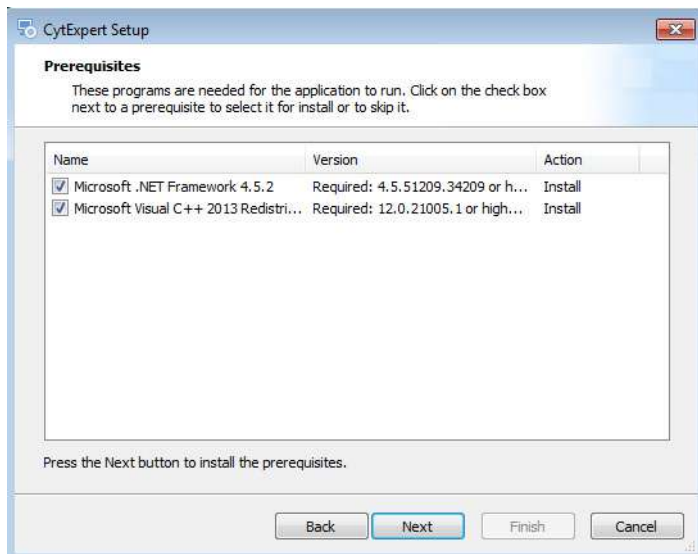 CytExpert Setup
Prerequisites
These programs are needed for the application to run. Click on the check box
next to a prerequisite to select it for install or to skip it.
Name Version Action
Microsoft .NET Framework 4.5.2 Required: 4.5.51209.34209 or h... Install
Microsoft Visual C++ 2013 Redistri... Required: 12.0.21005.1 or high... Install
Press the Next button to install the prerequisites.
Back Next Finish Cancel